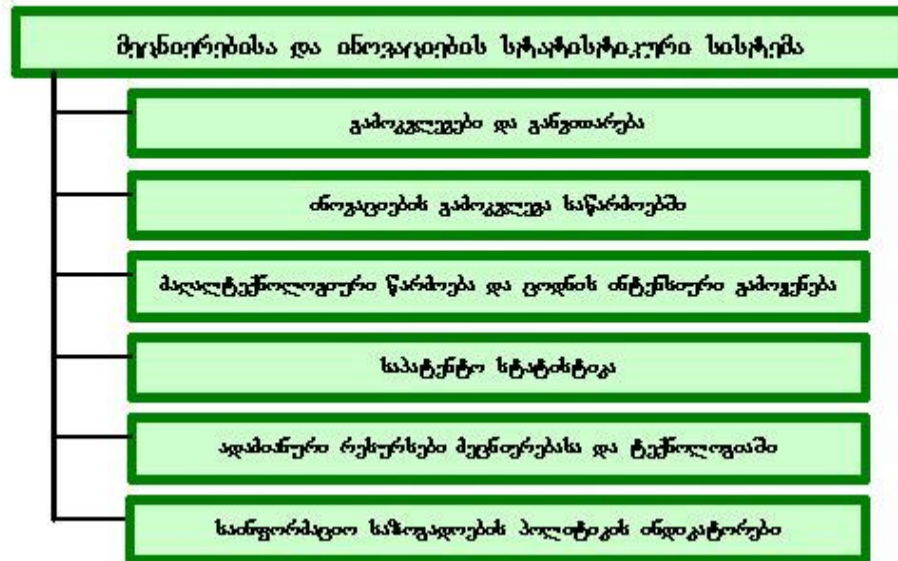 მეცნიერებისა და ინოვაციების სტატისტიკური სისტემა
გამოკვლევები და განვითარება
ინოვაციების გამოკვლევა საწარმოებში
მაღალტექნოლოგიური წარმოება და ცოდნის ინტენსიური გამოყენება
საპატენტო სტატისტიკა
ადამიანური რესურსები მეცნიერებასა და ტექნოლოგიაში
საინფორმაციო საზოგადოების პოლიტიკის ინდიკატორები